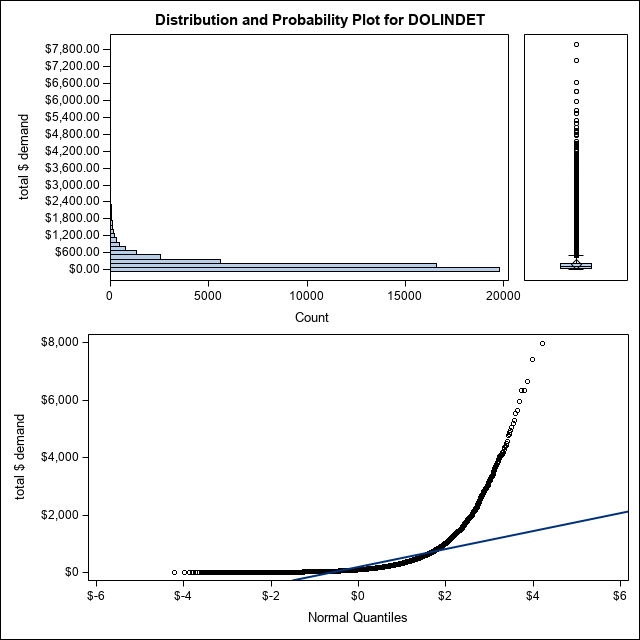 Distribution and Probability Plot for DOLINDET
total $ demand
$7,800.00
$7,200.00
$6,600.00
$6,000.00
$5,400.00
$4,800.00
$4,200.00
$3,600.00
$3,000.00
$2,400.00
$1,800.00
$1,200.00
$600.00
$0.00
0 5000 10000 15000 20000
Count
total $ demand
$8,000
$6,000
$4,000
$2,000
$0
$-6 $-4 $-2 $0 $2 $4 $6
Normal Quantiles